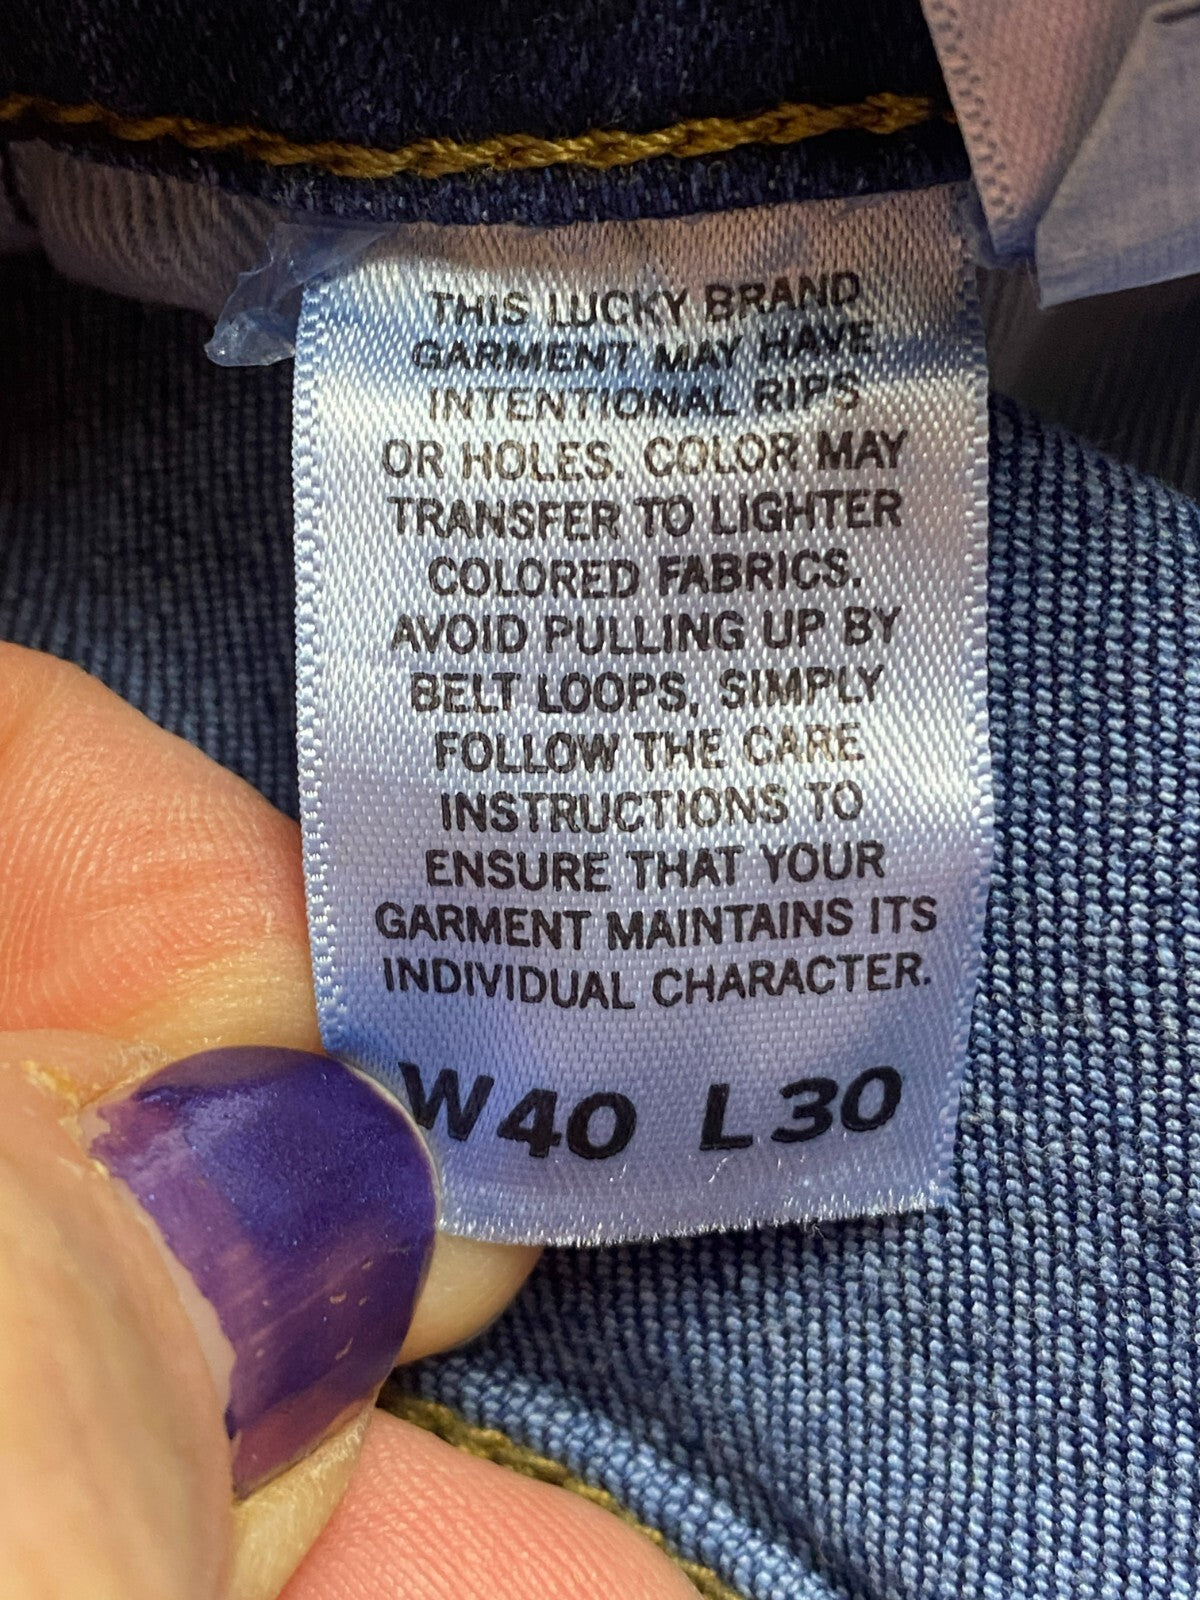 THIS LUCKY BRAND
GARMENT MAY HAVE
INTENTIONAL RIPS
OR HOLES. COLOR MAY
TRANSFER TO LIGHTER
COLORED FABRICS.
AVOID PULLING UP BY
BELT LOOPS, SIMPLY
FOLLOW THE CARE
INSTRUCTIONS TO
ENSURE THAT YOUR
GARMENT MAINTAINS ITS
INDIVIDUAL CHARACTER.
W40 L30